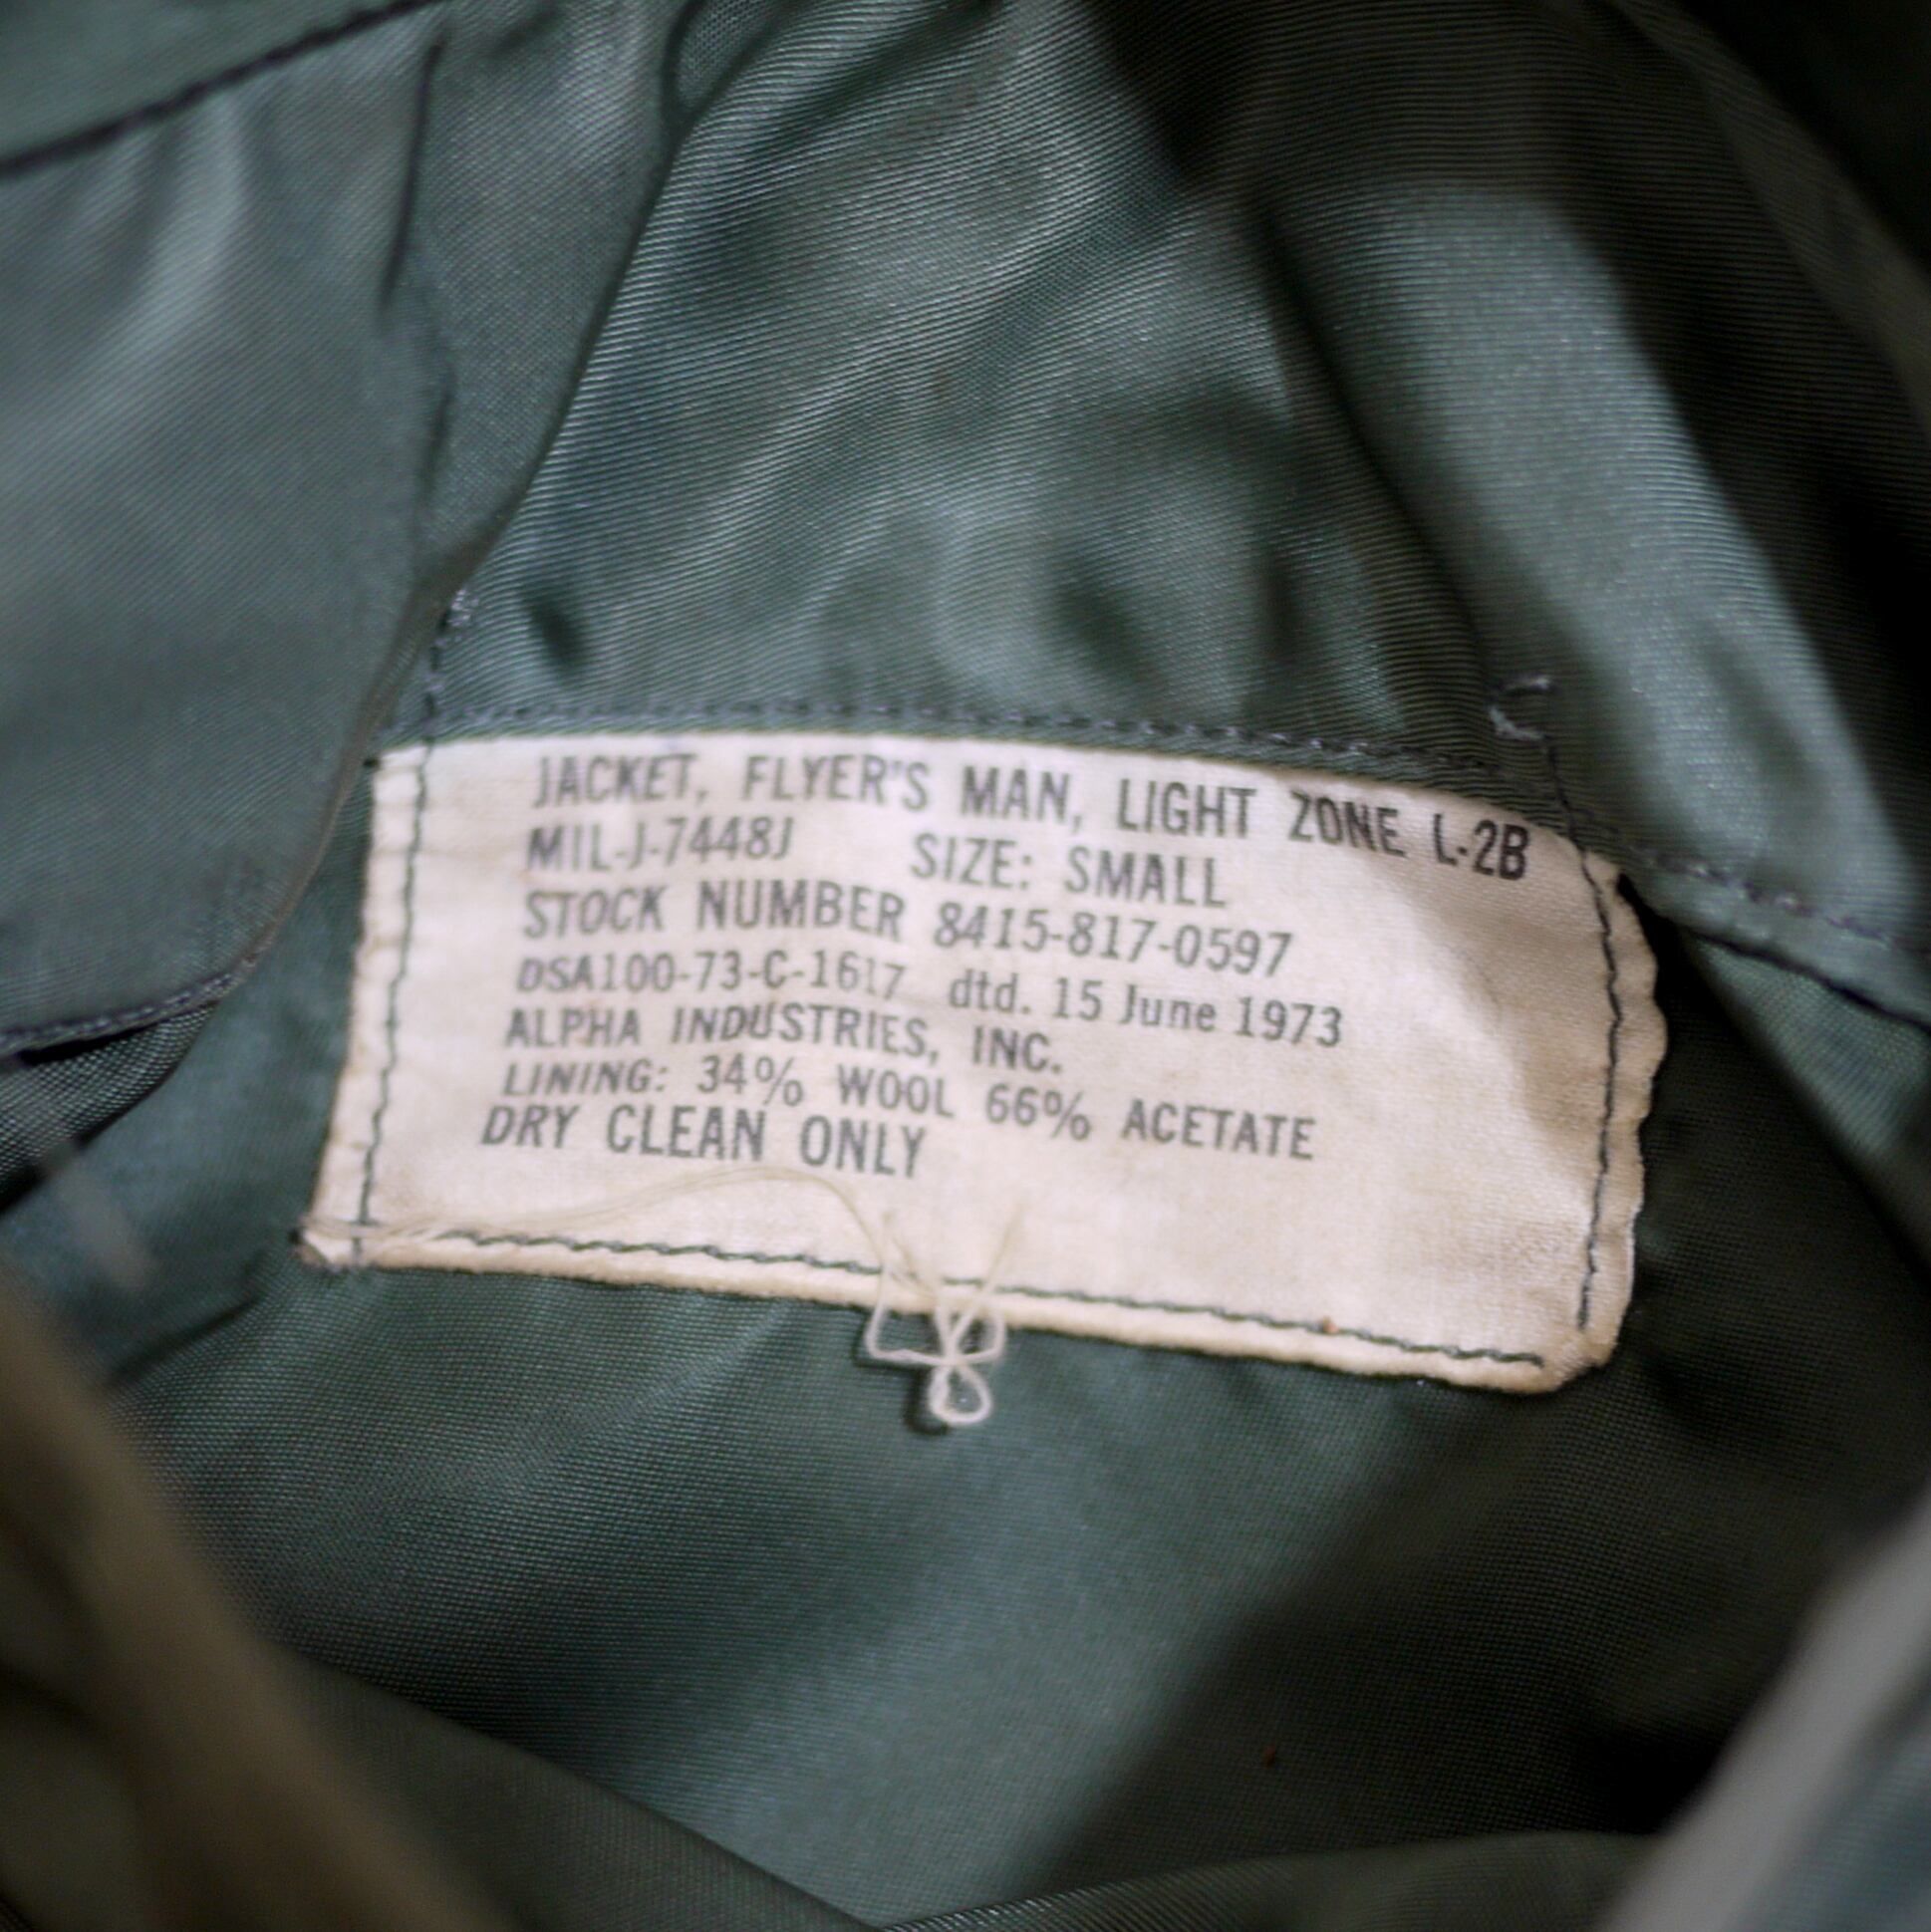 JACKET, FLYER'S MAN, LIGHT ZONE L-2B
MIL-J-7448J SIZE: SMALL
STOCK NUMBER 8415-817-0597
DSA100-73-C-1617 dtd. 15 June 1973
ALPHA INDUSTRIES, INC.
LINING: 34% WOOL 66% ACETATE
DRY CLEAN ONLY